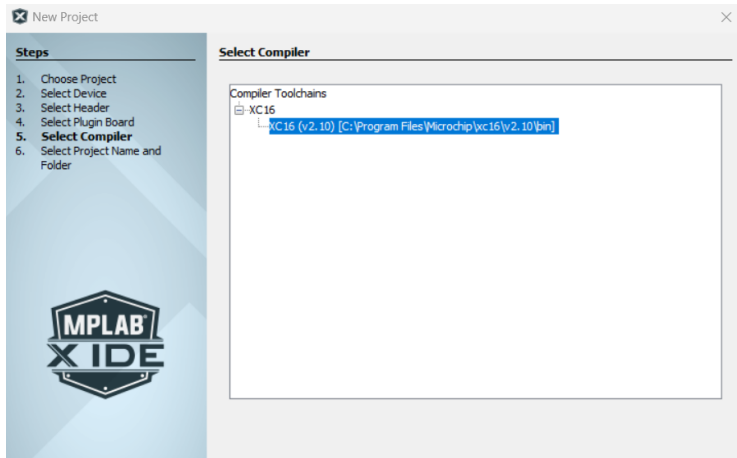 New Project
Steps
1. Choose Project
2. Select Device
3. Select Header
4. Select Plugin Board
5. Select Compiler
6. Select Project Name and
Folder
MPLAB®
X IDE
Select Compiler
Compiler Toolchains
XC16
XC16 (v2.10) [C:\Program Files\Microchip\xc16\v2.10\bin]